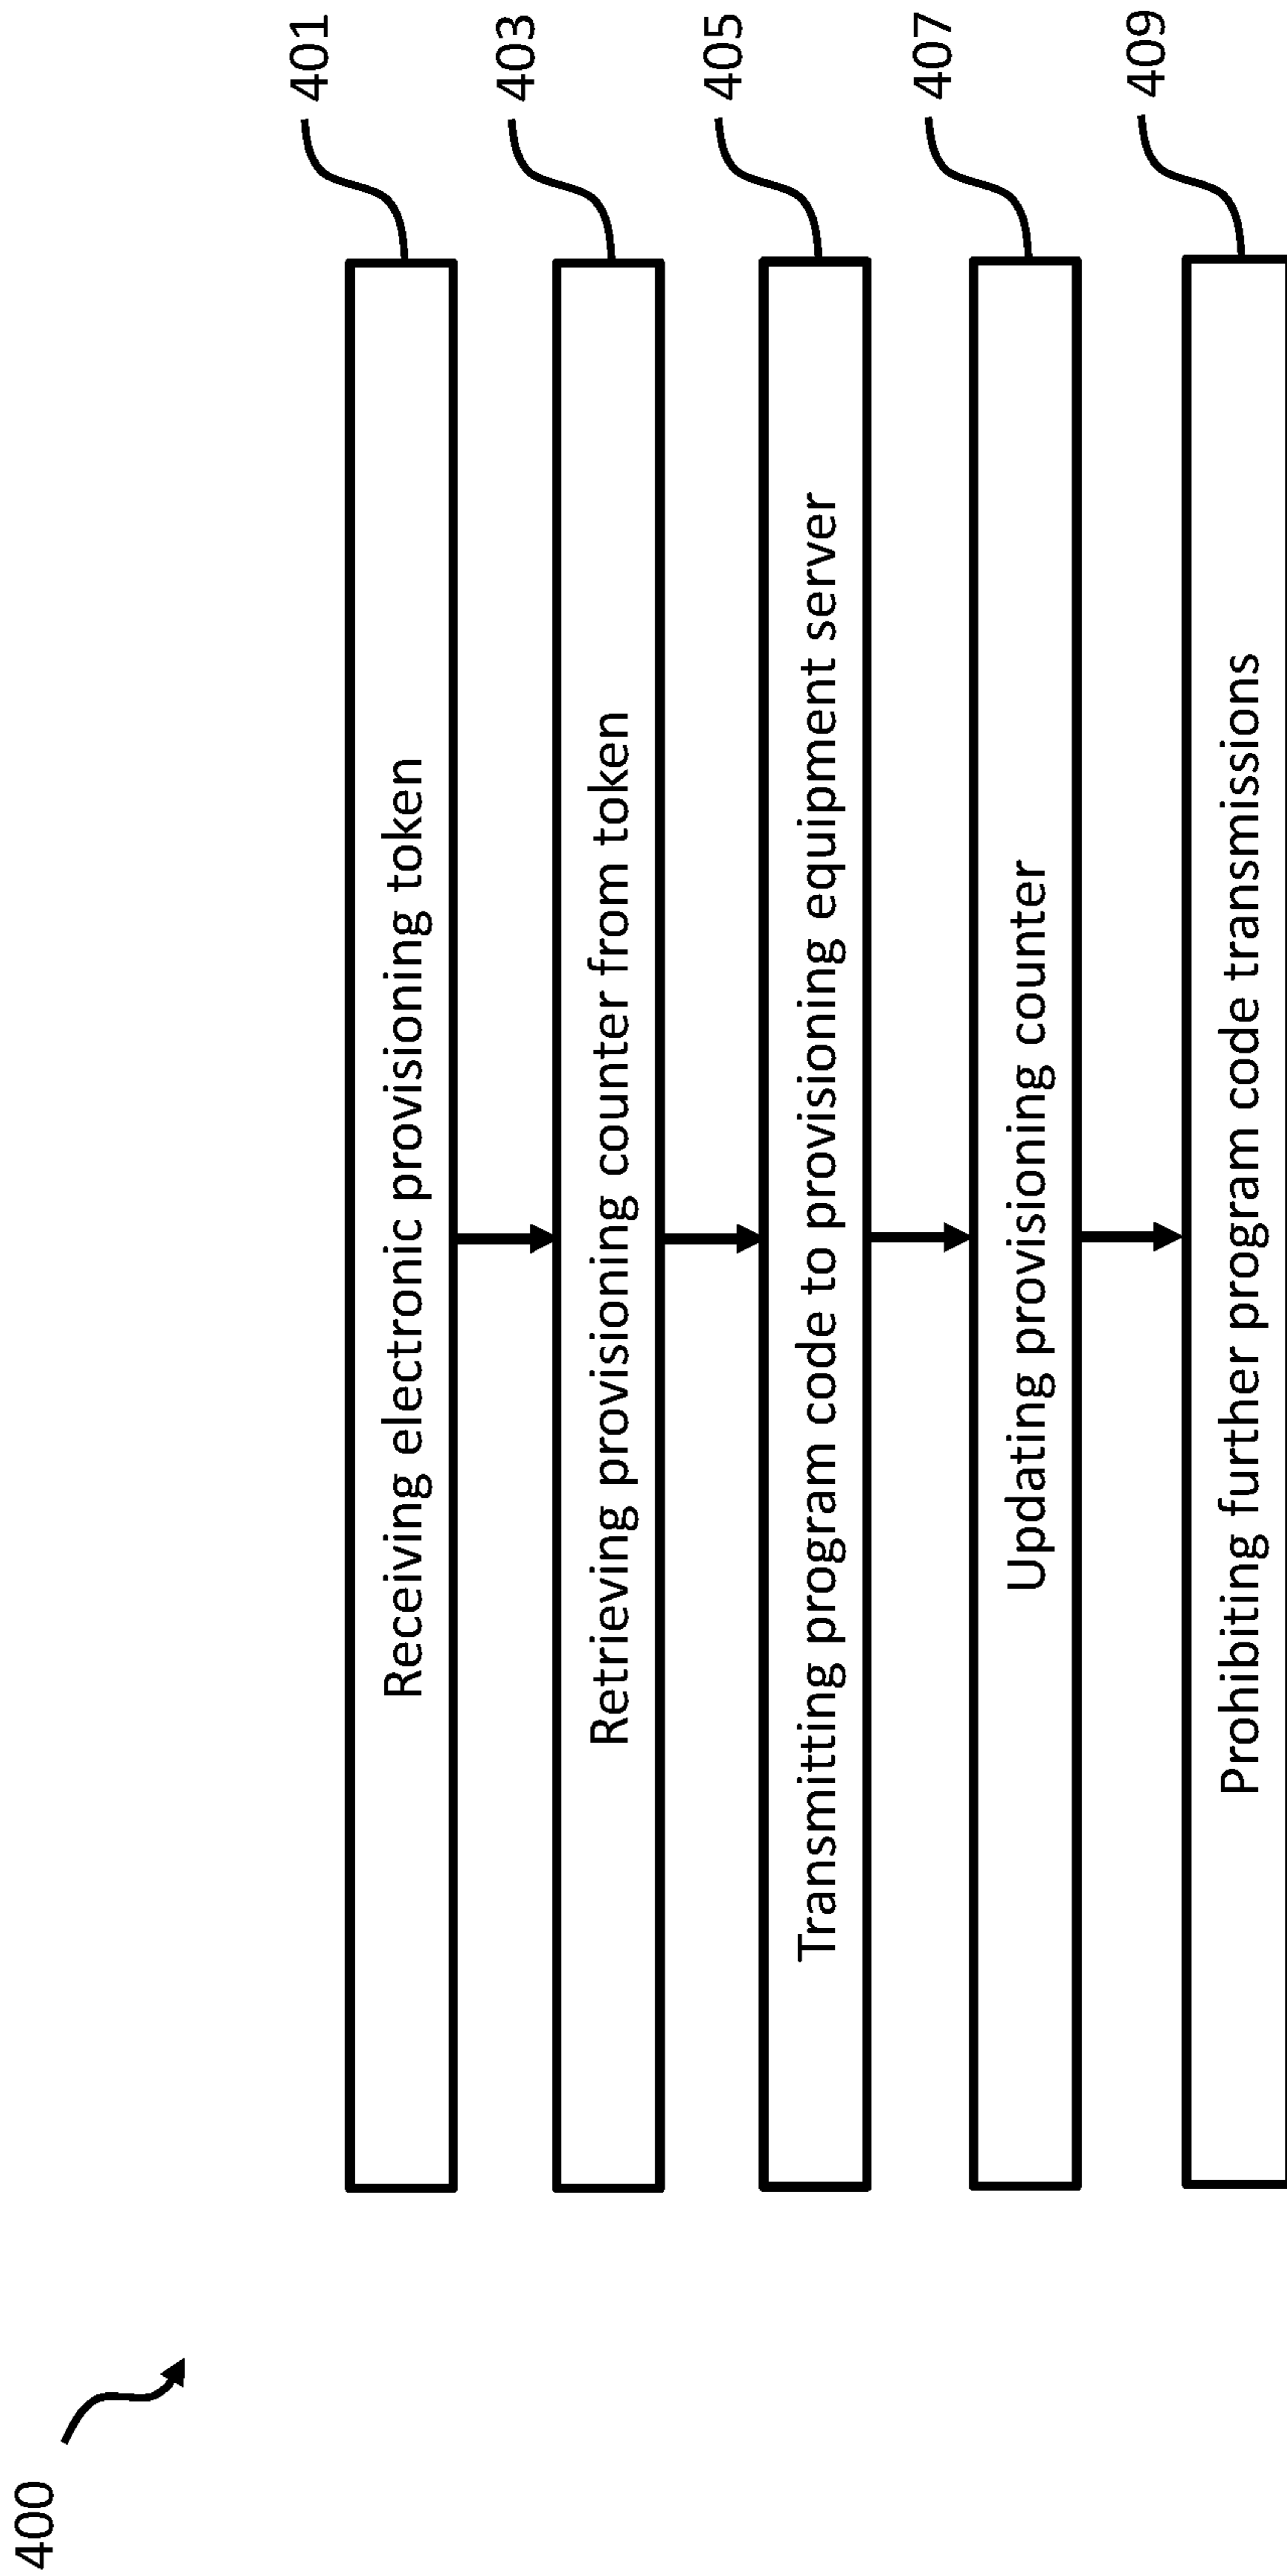 400
Receiving electronic provisioning token
401
Retrieving provisioning counter from token
403
Transmitting program code to provisioning equipment server
405
Updating provisioning counter
407
Prohibiting further program code transmissions
409